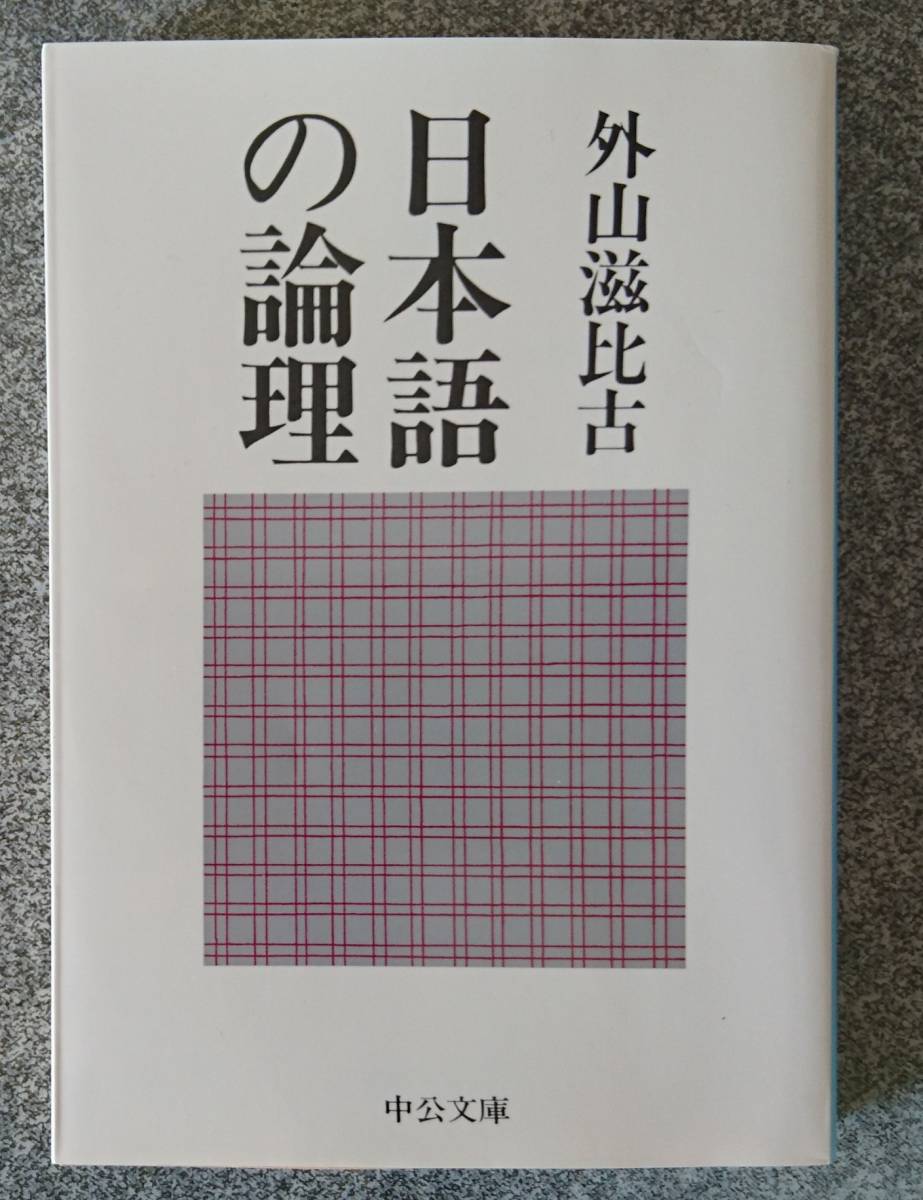 外山滋比古
日本語
の論理
中公文庫